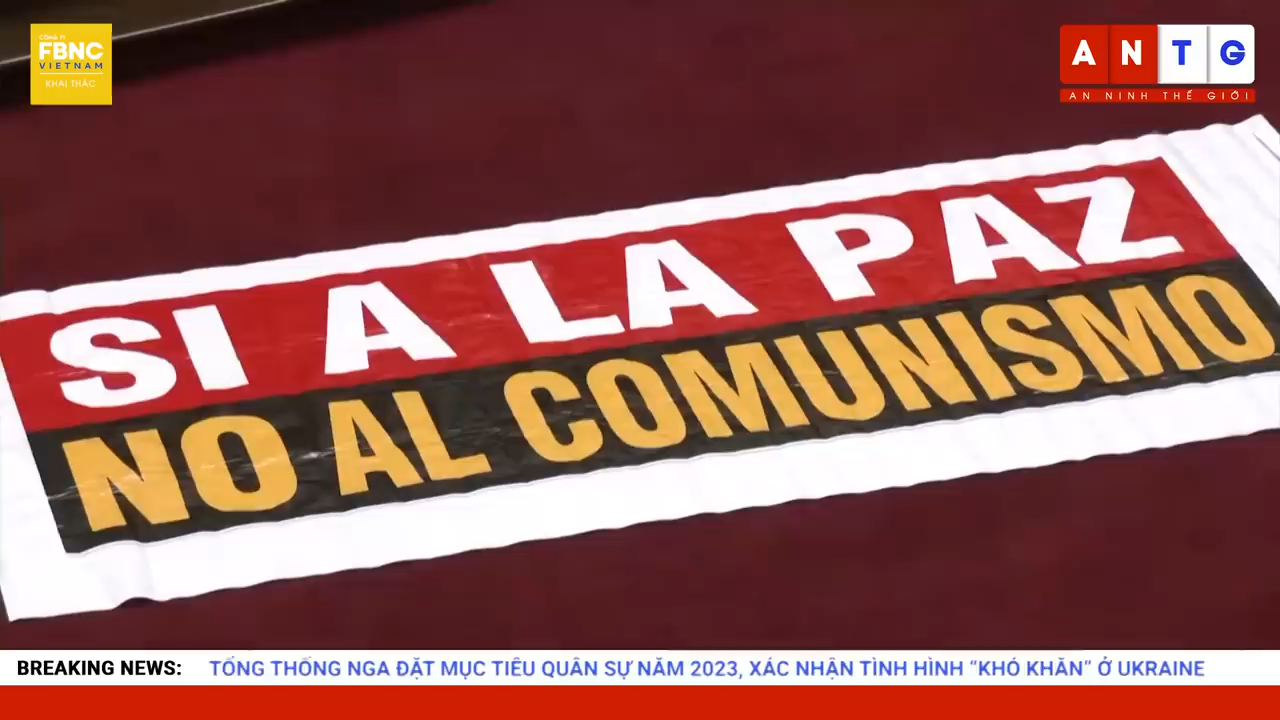 CÔNG TY
FBNC
VIETNAM
KHAI THÁC
ANTG
AN NINH THẾ GIỚI
SI A LA PAZ
NO AL COMUNISMO
BREAKING NEWS: TỔNG THỐNG NGA ĐẶT MỤC TIÊU QUÂN SỰ NĂM 2023, XÁC NHẬN TÌNH HÌNH “KHÓ KHĂN” Ở UKRAINE